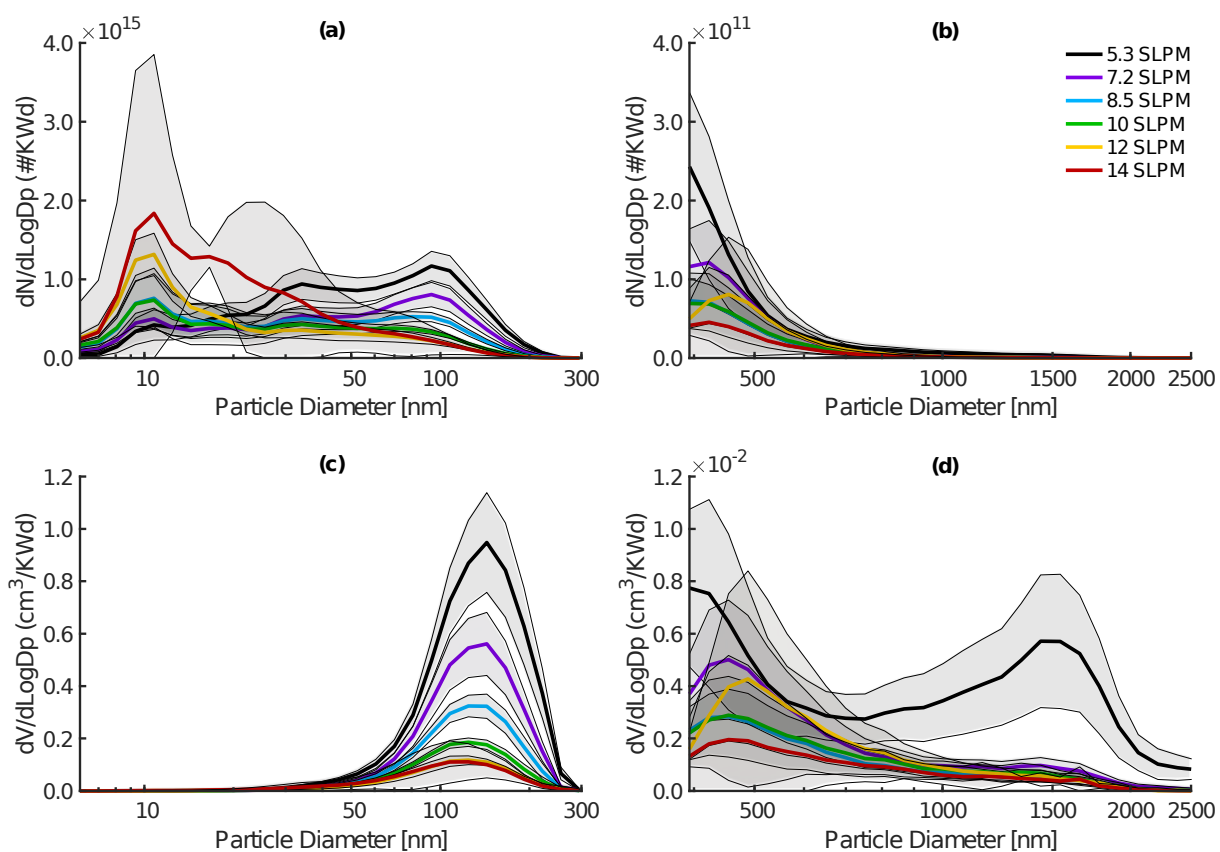 ×10^15
(a)
4.0
3.0
2.0
1.0
0.0
dN/dLogDp (#/KWd)
10
50
100
300
Particle Diameter [nm]
×10^11
(b)
4.0
3.0
2.0
1.0
0.0
dN/dLogDp (#/KWd)
5.3 SLPM
7.2 SLPM
8.5 SLPM
10 SLPM
12 SLPM
14 SLPM
500
1000
1500
2000
2500
Particle Diameter [nm]
(c)
1.2
1.0
0.8
0.6
0.4
0.2
0.0
dV/dLogDp (cm^3/KWd)
10
50
100
300
Particle Diameter [nm]
×10^-2
(d)
1.2
1.0
0.8
0.6
0.4
0.2
0.0
dV/dLogDp (cm^3/KWd)
500
1000
1500
2000
2500
Particle Diameter [nm]